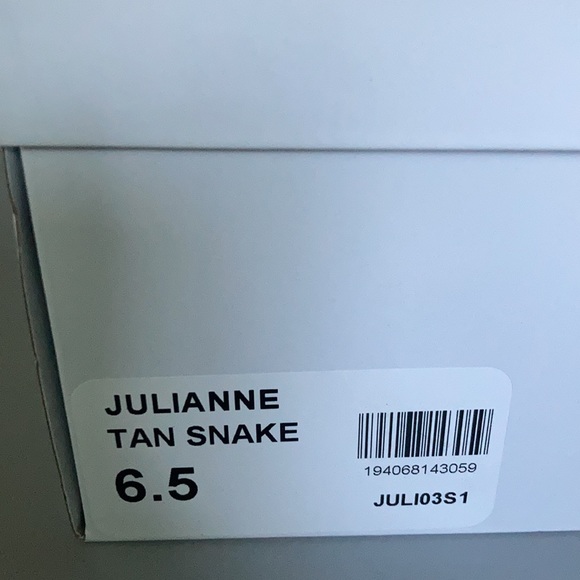 JULIANNE
TAN SNAKE
6.5
194068143059
JULI03S1